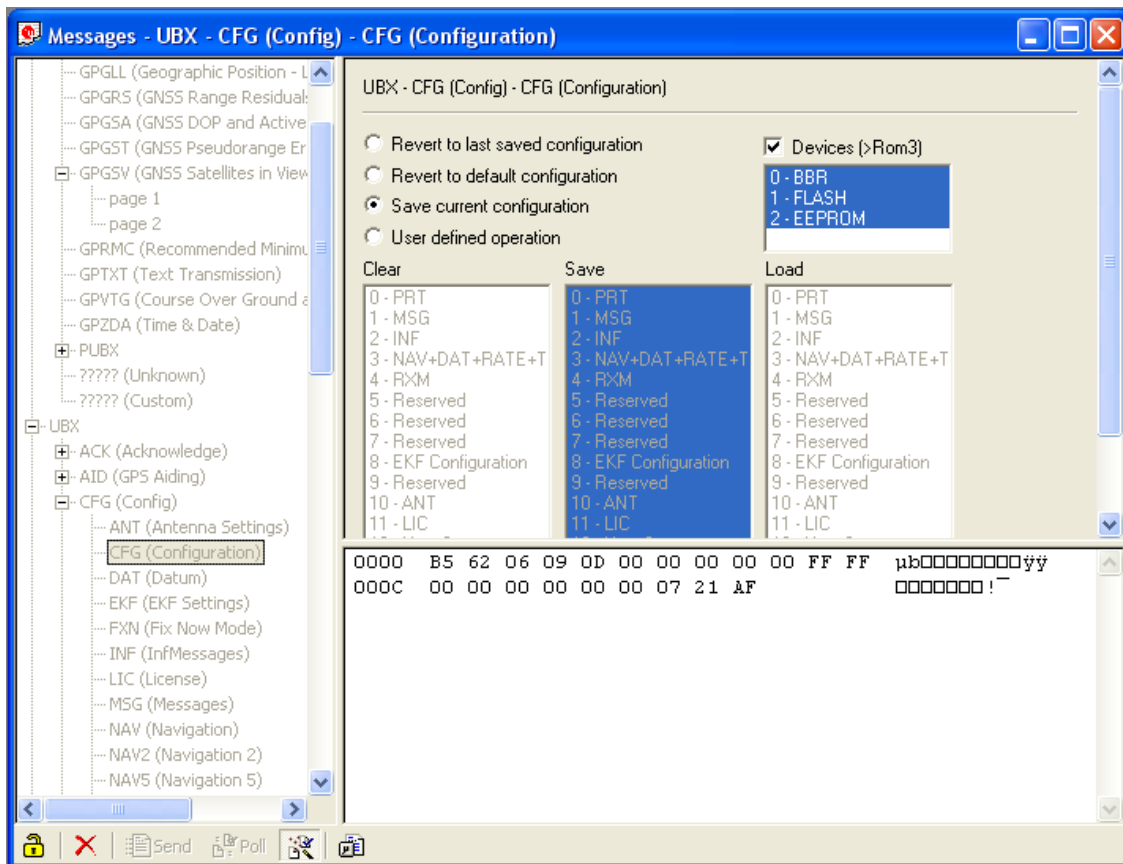 Messages - UBX - CFG (Config) - CFG (Configuration)
GPGLL (Geographic Position - L
GPGRS (GNSS Range Residuals
GPGSA (GNSS DOP and Active
GPGST (GNSS Pseudorange Er
GPGSV (GNSS Satellites in View
page 1
page 2
GPRMC (Recommended Minimu
GPTXT (Text Transmission)
GPVTG (Course Over Ground a
GPZDA (Time & Date)
PUBX
????? (Unknown)
????? (Custom)
UBX
ACK (Acknowledge)
AID (GPS Aiding)
CFG (Config)
ANT (Antenna Settings)
CFG (Configuration)
DAT (Datum)
EKF (EKF Settings)
FXN (Fix Now Mode)
INF (InfMessages)
LIC (License)
MSG (Messages)
NAV (Navigation)
NAV2 (Navigation 2)
NAV5 (Navigation 5)
UBX - CFG (Config) - CFG (Configuration)
Revert to last saved configuration
Revert to default configuration
Save current configuration
User defined operation
Devices (>Rom3)
0 - BBR
1 - FLASH
2 - EEPROM
Clear
0 - PRT
1 - MSG
2 - INF
3 - NAV+DAT+RATE+T
4 - RXM
5 - Reserved
6 - Reserved
7 - Reserved
8 - EKF Configuration
9 - Reserved
10 - ANT
11 - LIC
Save
0 - PRT
1 - MSG
2 - INF
3 - NAV+DAT+RATE+T
4 - RXM
5 - Reserved
6 - Reserved
7 - Reserved
8 - EKF Configuration
9 - Reserved
10 - ANT
11 - LIC
Load
0 - PRT
1 - MSG
2 - INF
3 - NAV+DAT+RATE+T
4 - RXM
5 - Reserved
6 - Reserved
7 - Reserved
8 - EKF Configuration
9 - Reserved
10 - ANT
11 - LIC
0000 B5 62 06 09 0D 00 00 00 00 00 FF FF µb□□□□□□□□ÿÿ
000C 00 00 00 00 00 00 07 21 AF □□□□□□□!¯
Send
Poll